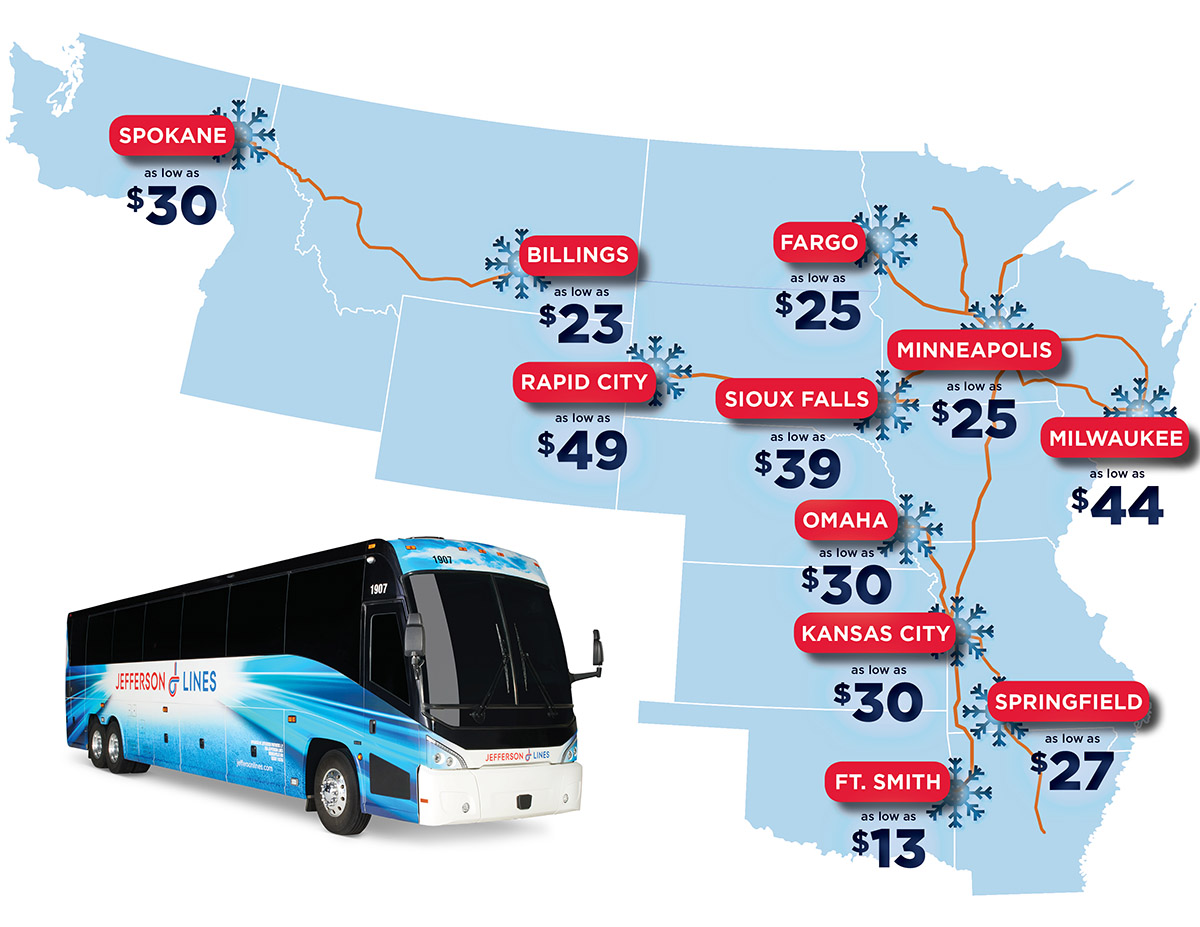 SPOKANE
as low as
$30
BILLINGS
as low as
$23
FARGO
as low as
$25
MINNEAPOLIS
as low as
$25
RAPID CITY
as low as
$49
SIOUX FALLS
as low as
$39
MILWAUKEE
as low as
$44
OMAHA
as low as
$30
KANSAS CITY
as low as
$30
SPRINGFIELD
as low as
$27
FT. SMITH
as low as
$13
1907
1907
JEFFERSON LINES
JEFFERSON LINES
jeffersonlines.com